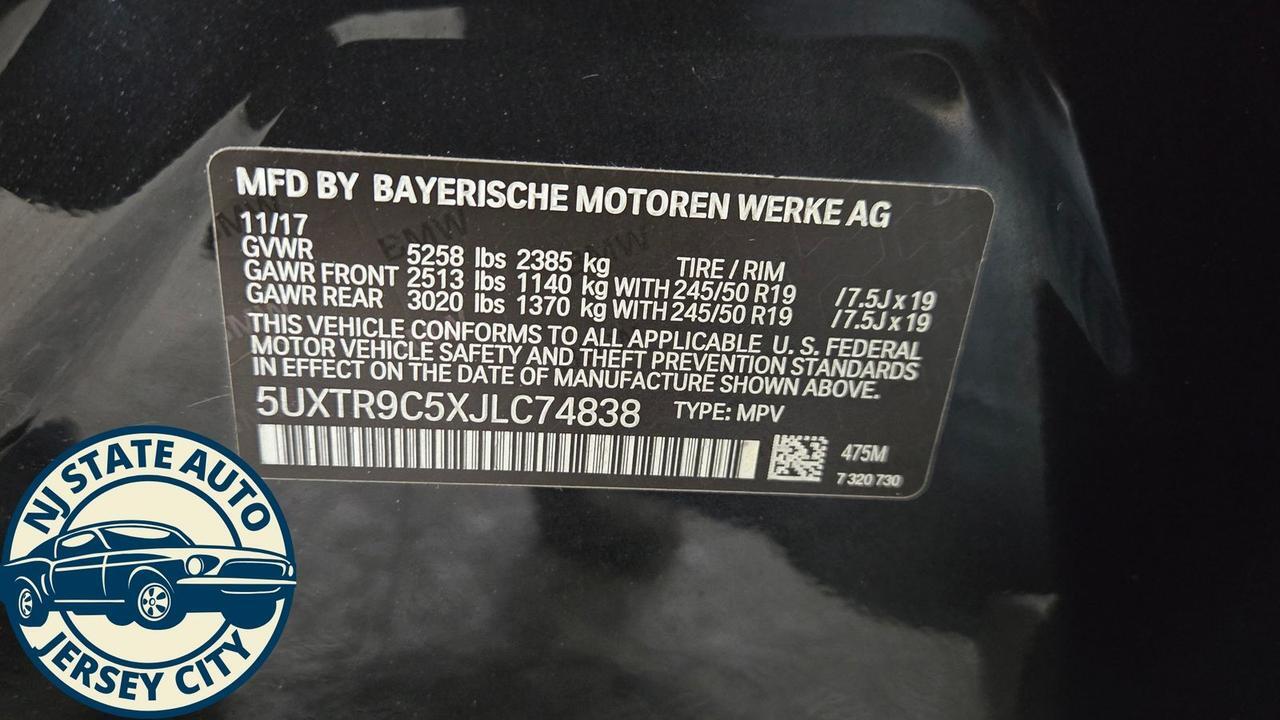 MFD BY BAYERISCHE MOTOREN WERKE AG
11/17
GVWR 5258 lbs 2385 kg TIRE / RIM
GAWR FRONT 2513 lbs 1140 kg WITH 245/50 R19 / 7.5J x 19
GAWR REAR 3020 lbs 1370 kg WITH 245/50 R19 / 7.5J x 19
THIS VEHICLE CONFORMS TO ALL APPLICABLE U. S. FEDERAL
MOTOR VEHICLE SAFETY AND THEFT PREVENTION STANDARDS
IN EFFECT ON THE DATE OF MANUFACTURE SHOWN ABOVE.
5UXTR9C5XJLC74838 TYPE: MPV
475M
7 320 730
NJ STATE AUTO
JERSEY CITY